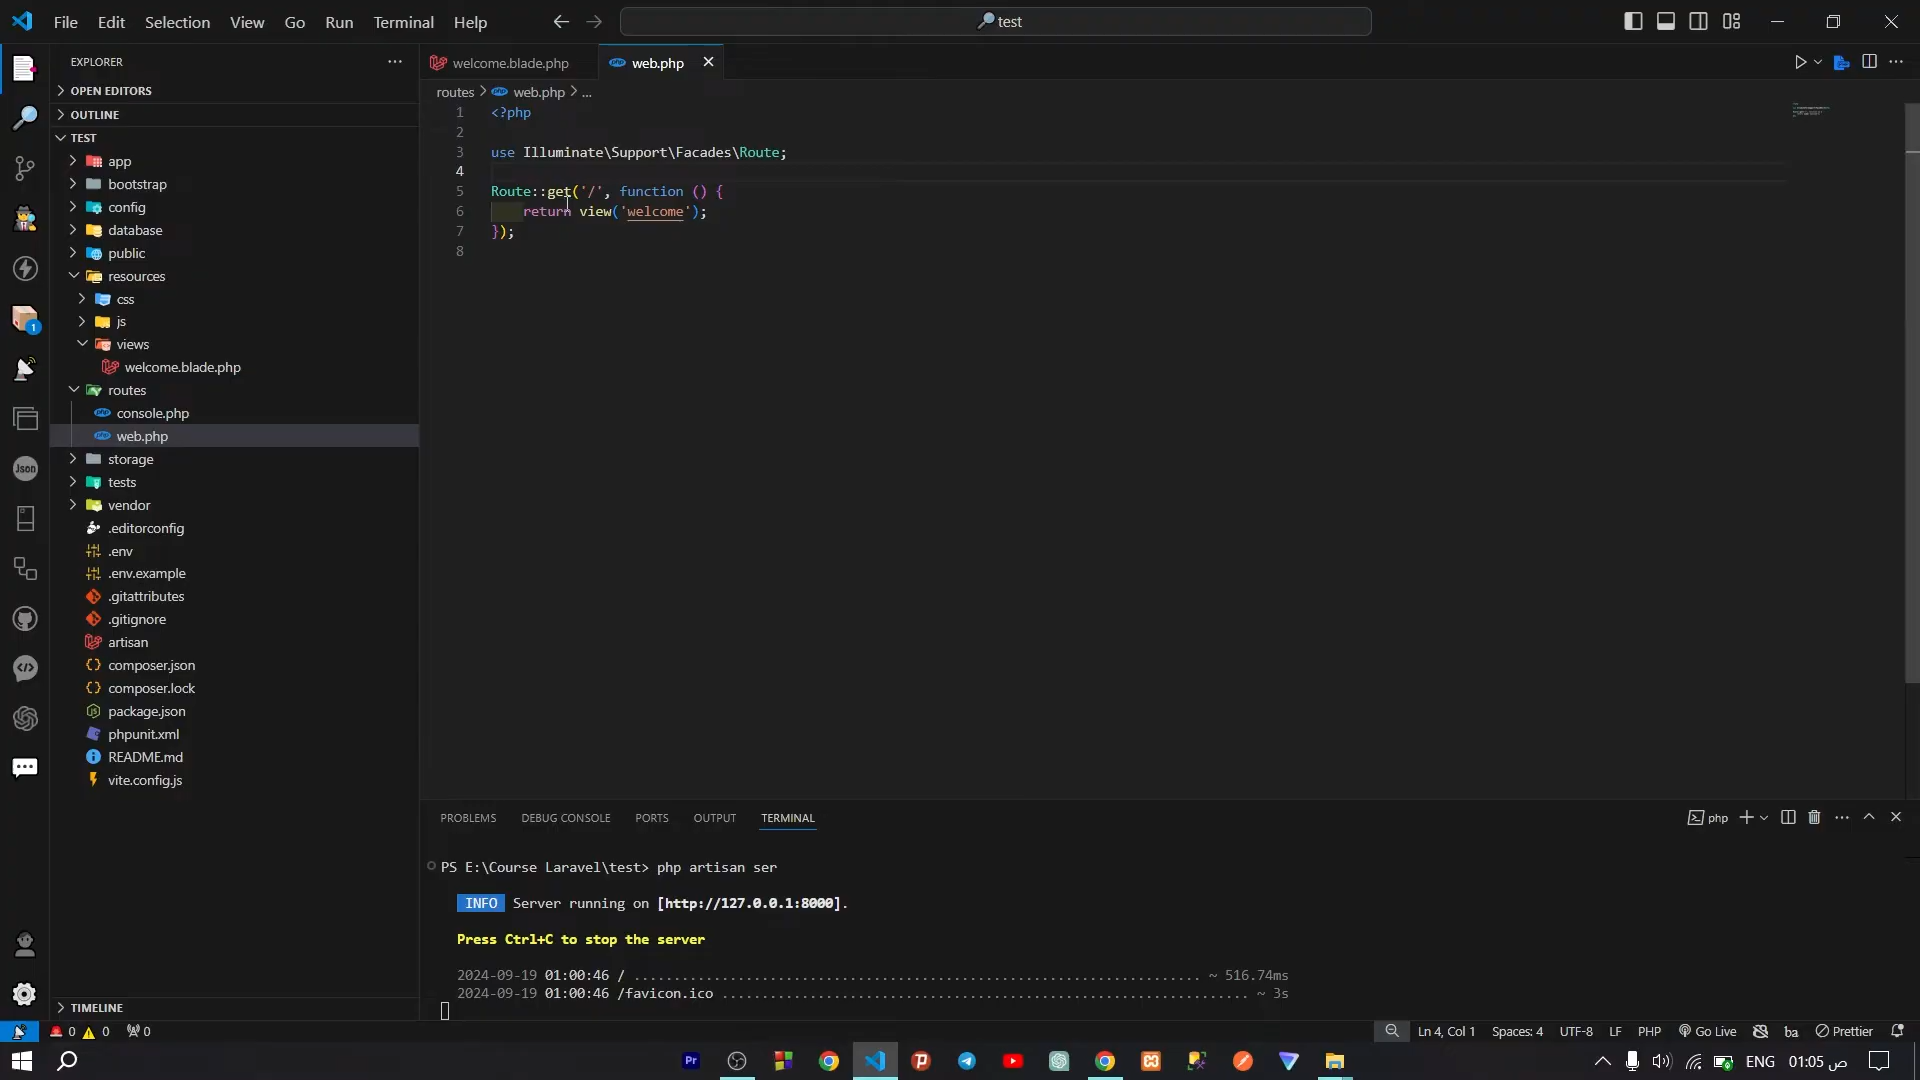 File Edit Selection View Go Run Terminal Help
test
EXPLORER
OPEN EDITORS
OUTLINE
TEST
app
bootstrap
config
database
public
resources
css
js
views
welcome.blade.php
routes
console.php
web.php
storage
tests
vendor
.editorconfig
.env
.env.example
.gitattributes
.gitignore
artisan
composer.json
composer.lock
package.json
phpunit.xml
README.md
vite.config.js
TIMELINE
1
Json
welcome.blade.php
web.php
routes > web.php > ...
1 <?php
2
3 use Illuminate\Support\Facades\Route;
4
5 Route::get('/', function () {
6 return view('welcome');
7 });
8
PROBLEMS DEBUG CONSOLE PORTS OUTPUT TERMINAL
php
PS E:\Course Laravel\test> php artisan ser
INFO Server running on [http://127.0.0.1:8000].
Press Ctrl+C to stop the server
2024-09-19 01:00:46 / ...................................................................... ~ 516.74ms
2024-09-19 01:00:46 /favicon.ico ................................................................. ~ 3s
0 0 0
Ln 4, Col 1 Spaces: 4 UTF-8 LF PHP Go Live ba Prettier
Pr
ENG 01:05 ص